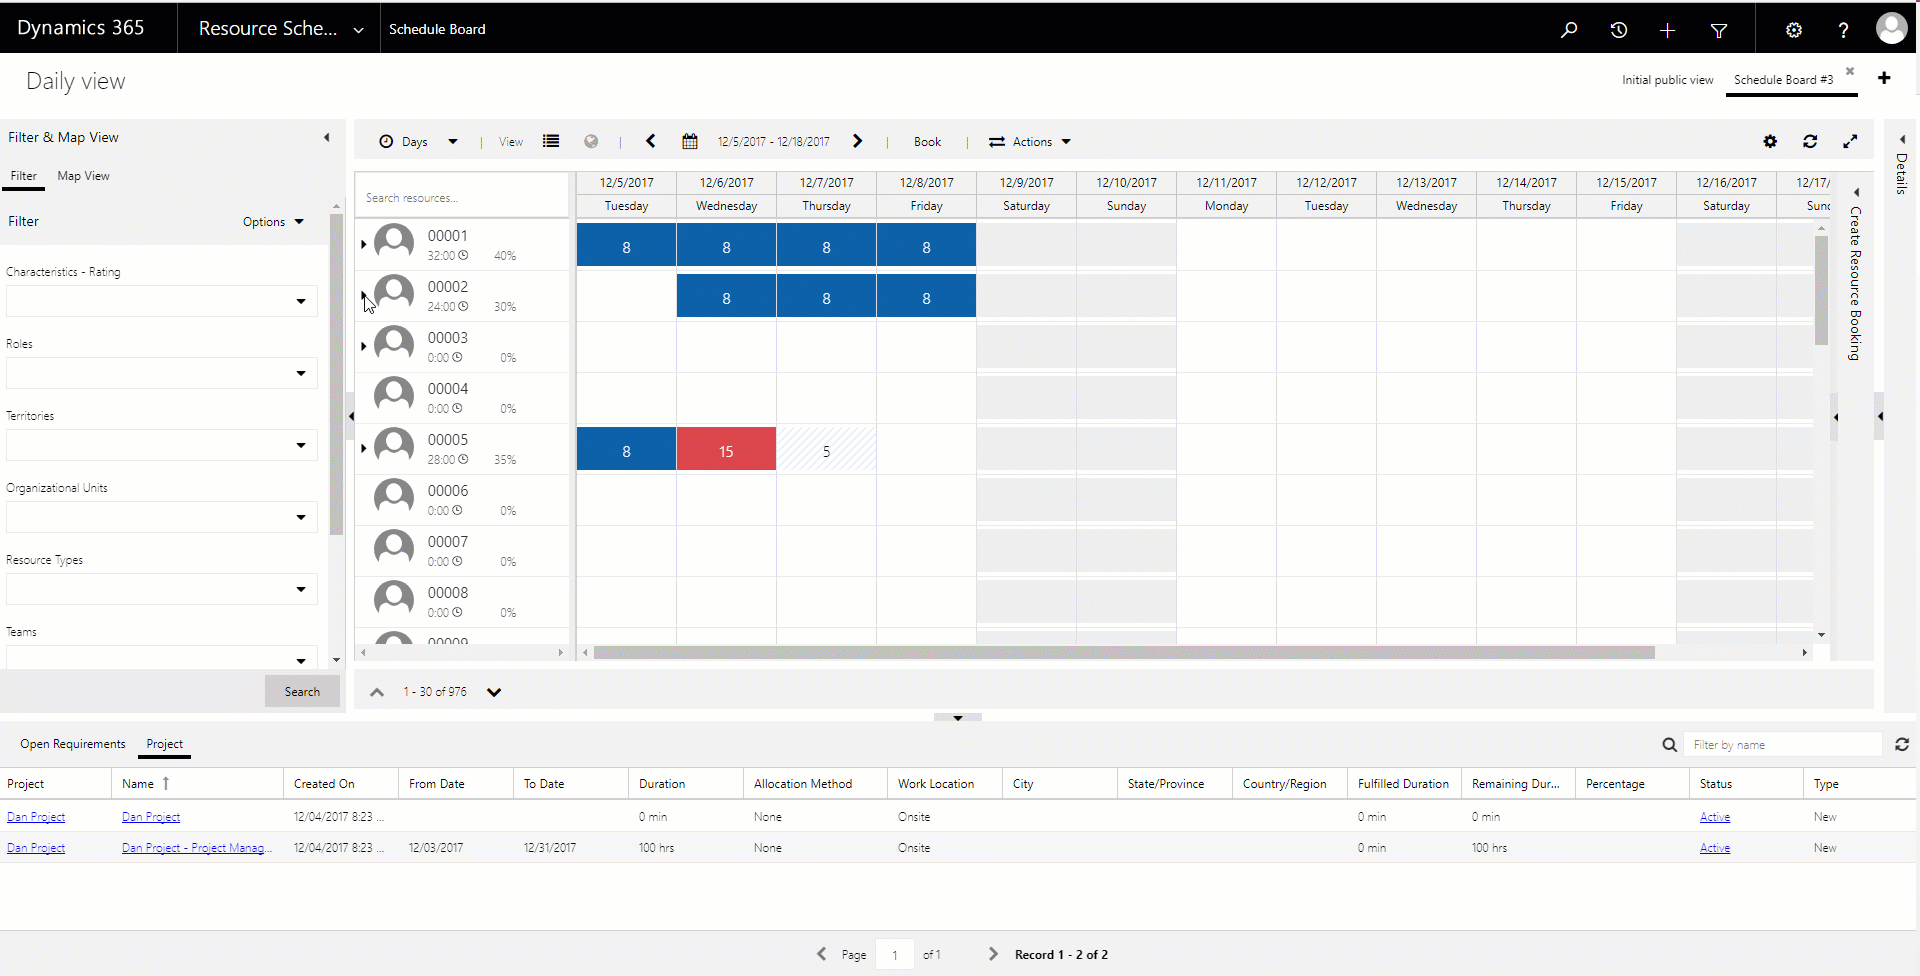 Dynamics 365
Resource Sche...
Schedule Board
Daily view
Initial public view
Schedule Board #3
Filter & Map View
Filter
Map View
Filter
Options
Characteristics - Rating
Roles
Territories
Organizational Units
Resource Types
Teams
Search
Days
View
12/5/2017 - 12/18/2017
Book
Actions
Details
Create Resource Booking
Search resources...
12/5/2017 12/6/2017 12/7/2017 12/8/2017 12/9/2017 12/10/2017 12/11/2017 12/12/2017 12/13/2017 12/14/2017 12/15/2017 12/16/2017 12/17/
Tuesday Wednesday Thursday Friday Saturday Sunday Monday Tuesday Wednesday Thursday Friday Saturday Sunc
00001
32:00 40%
8 8 8 8
00002
24:00 30%
8 8 8
00003
0:00 0%
00004
0:00 0%
00005
28:00 35%
8 15 5
00006
0:00 0%
00007
0:00 0%
00008
0:00 0%
00009
1 - 30 of 976
Open Requirements
Project
Filter by name
Project Name Created On From Date To Date Duration Allocation Method Work Location City State/Province Country/Region Fulfilled Duration Remaining Dur... Percentage Status Type
Dan Project Dan Project 12/04/2017 8:23 ... 0 min None Onsite 0 min 0 min Active New
Dan Project Dan Project - Project Manag... 12/04/2017 8:23 ... 12/03/2017 12/31/2017 100 hrs None Onsite 0 min 100 hrs Active New
Page 1 of 1
Record 1 - 2 of 2